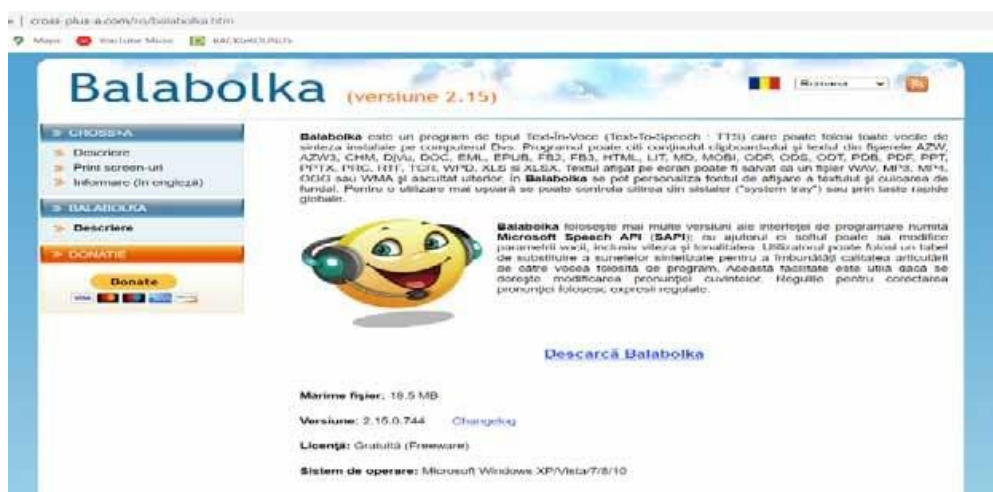 cross-plus-a.com/ro/balabolka.htm
Maps YouTube Music BACKGROUNDS
Balabolka (versiune 2.15)
CROSS+A
Descriere
Print screen-uri
Informare (în engleză)
BALABOLKA
Descriere
DONAȚIE
Donate
VISA
Balabolka este un program de tipul Text-În-Voce (Text-To-Speech : TTS) care poate folosi toate vocile de
sinteza instalate pe computerul Dvs. Programul poate citi conținutul clipboardului și textul din fișierele AZW,
AZW3, CHM, DjVu, DOC, EML, EPUB, FB2, FB3, HTML, LIT, MD, MOBI, ODP, ODS, ODT, PDB, PDF, PPT,
PPTX, PRC, RTF, TCR, WPD, XLS si XLSX. Textul afișat pe ecran poate fi salvat ca un fișier WAV, MP3, MP4,
OGG sau WMA și ascultat ulterior. În Balabolka se pot personaliza fontul de afișare a textului și culoarea de
fundal. Pentru o utilizare mai ușoară se poate controla citirea din sistaler ("system tray") sau prin taste rapide
globale.
Balabolka folosește mai multe versiuni ale interfeței de programare numită
Microsoft Speech API (SAPI); cu ajutorul ei softul poate să modifice
parametrii vocii, inclusiv viteza și tonalitatea. Utilizatorul poate folosi un tabel
de substituire a sunetelor sintetizate pentru a îmbunătăți calitatea articulării
de către vocea folosită de program. Această facilitate este utilă dacă se
dorește modificarea pronunției cuvintelor. Regulile pentru corectarea
pronunției folosesc expresii regulate.
Descarcă Balabolka
Marime fișier: 18.5 MB
Versiune: 2.15.0.744 Changelog
Licență: Gratuită (Freeware)
Sistem de operare: Microsoft Windows XP/Vista/7/8/10